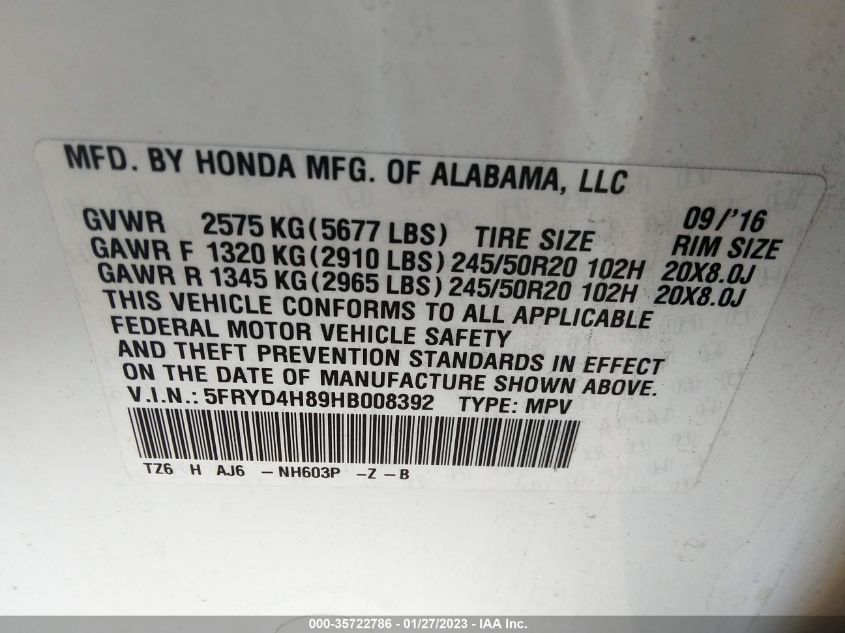 MFD. BY HONDA MFG. OF ALABAMA, LLC
09/'16
GVWR 2575 KG(5677 LBS) TIRE SIZE RIM SIZE
GAWR F 1320 KG(2910 LBS) 245/50R20 102H 20X8.0J
GAWR R 1345 KG(2965 LBS) 245/50R20 102H 20X8.0J
THIS VEHICLE CONFORMS TO ALL APPLICABLE
FEDERAL MOTOR VEHICLE SAFETY
AND THEFT PREVENTION STANDARDS IN EFFECT
ON THE DATE OF MANUFACTURE SHOWN ABOVE.
V.I.N.: 5FRYD4H89HB008392 TYPE: MPV
TZ6 H AJ6 -NH603P -Z-B
000-35722786 - 01/27/2023 - IAA Inc.